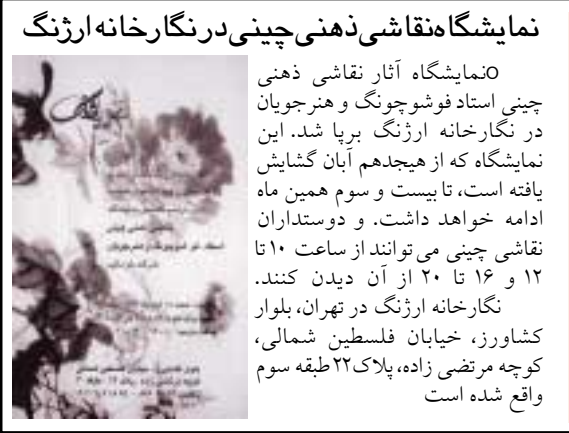 نمایشگاه نقاشی ذهنی چینی در نگارخانه ارژنگ
oنمایشگاه آثار نقاشی ذهنی
چینی استاد فوشوچونگ و هنرجویان
در نگارخانه ارژنگ برپا شد. این
نمایشگاه که از هیجدهم آبان گشایش
یافته است، تا بیست و سوم همین ماه
ادامه خواهد داشت. و دوستداران
نقاشی چینی می توانند از ساعت ۱۰ تا
۱۲ و ۱۶ تا ۲۰ از آن دیدن کنند.
نگارخانه ارژنگ در تهران، بلوار
کشاورز، خیابان فلسطین شمالی،
کوچه مرتضی زاده، پلاک ۲۲ طبقه سوم
واقع شده است